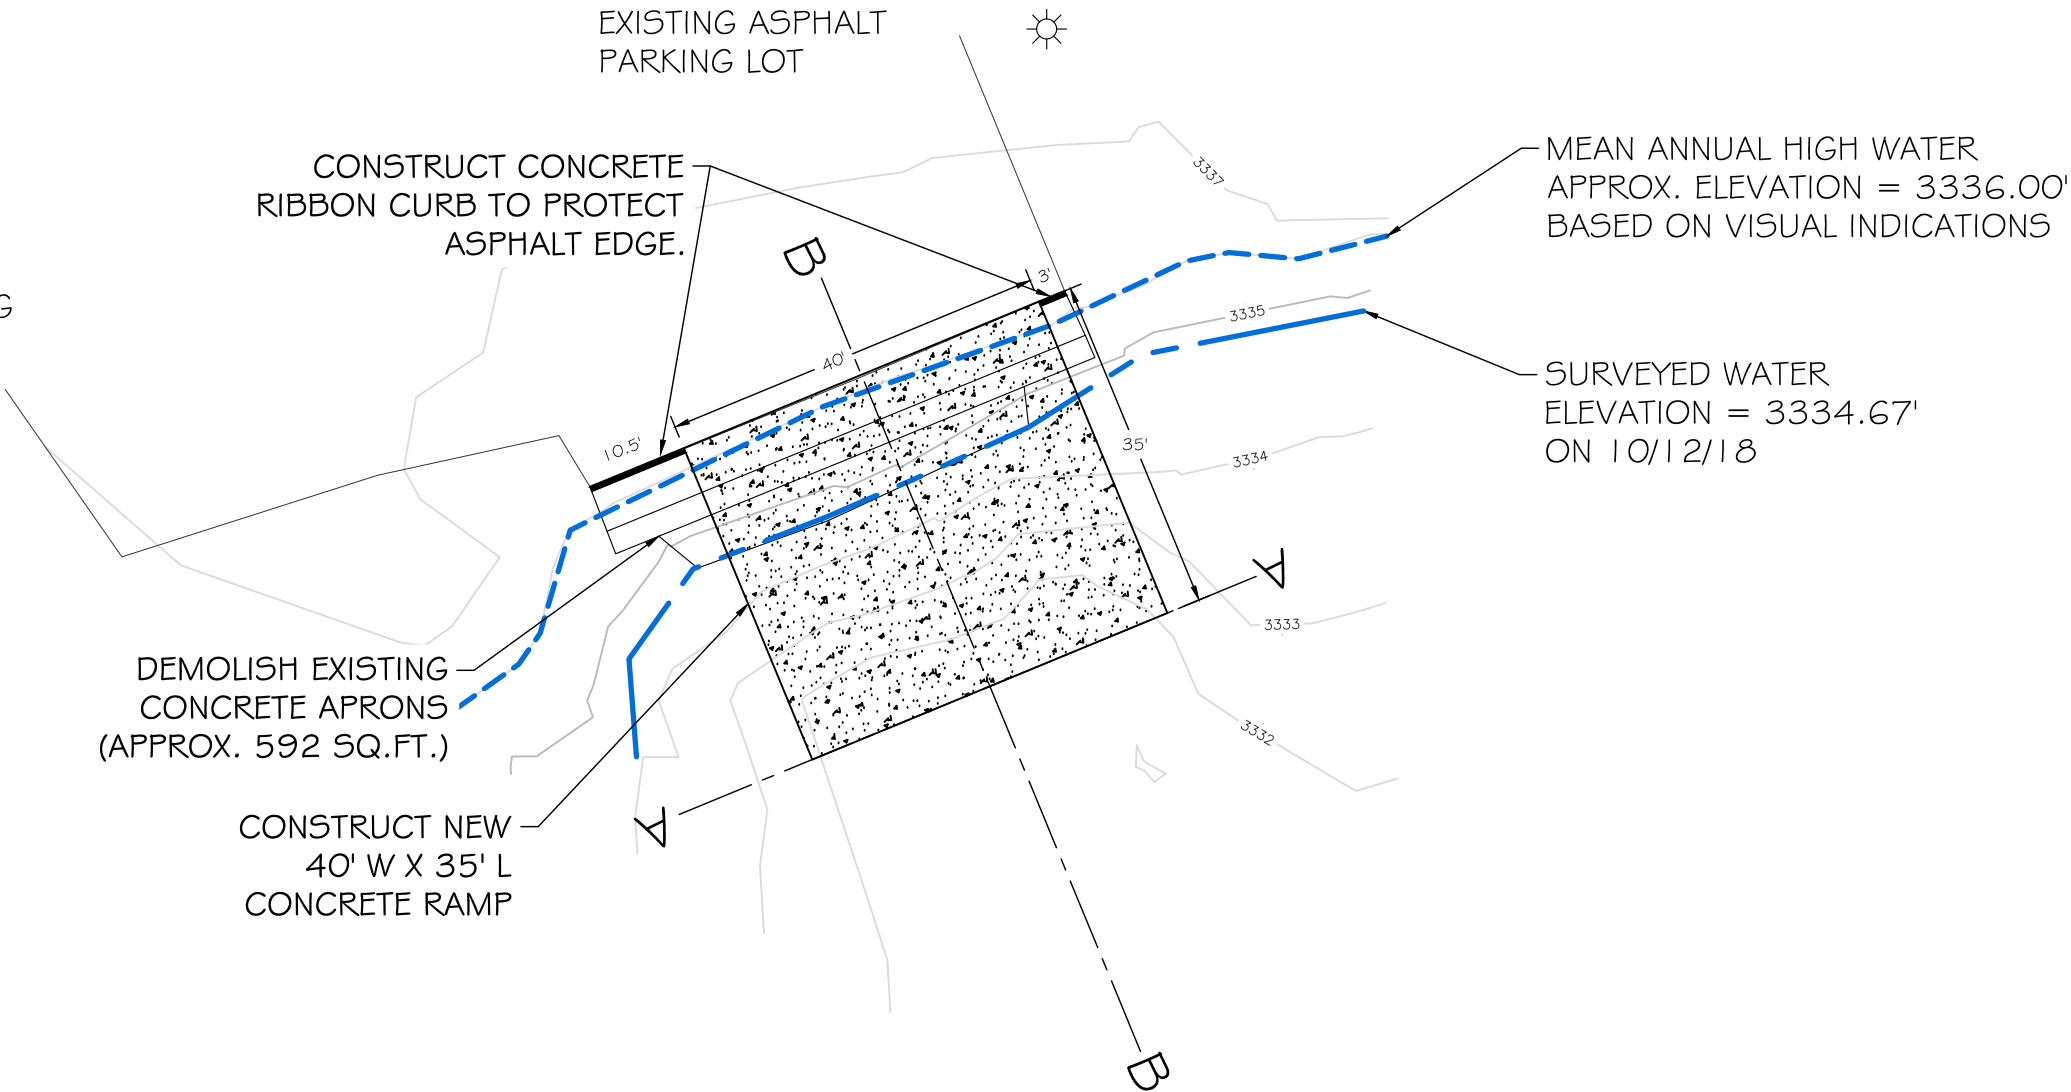 EXISTING ASPHALT
PARKING LOT
CONSTRUCT CONCRETE
RIBBON CURB TO PROTECT
ASPHALT EDGE.
MEAN ANNUAL HIGH WATER
APPROX. ELEVATION = 3336.00'
BASED ON VISUAL INDICATIONS
3337
B
3'
G
3335
40'
SURVEYED WATER
ELEVATION = 3334.67'
ON 10/12/18
10.5'
35'
3334
A
3333
DEMOLISH EXISTING
CONCRETE APRONS
(APPROX. 592 SQ.FT.)
3332
CONSTRUCT NEW
40' W X 35' L
CONCRETE RAMP
A
B